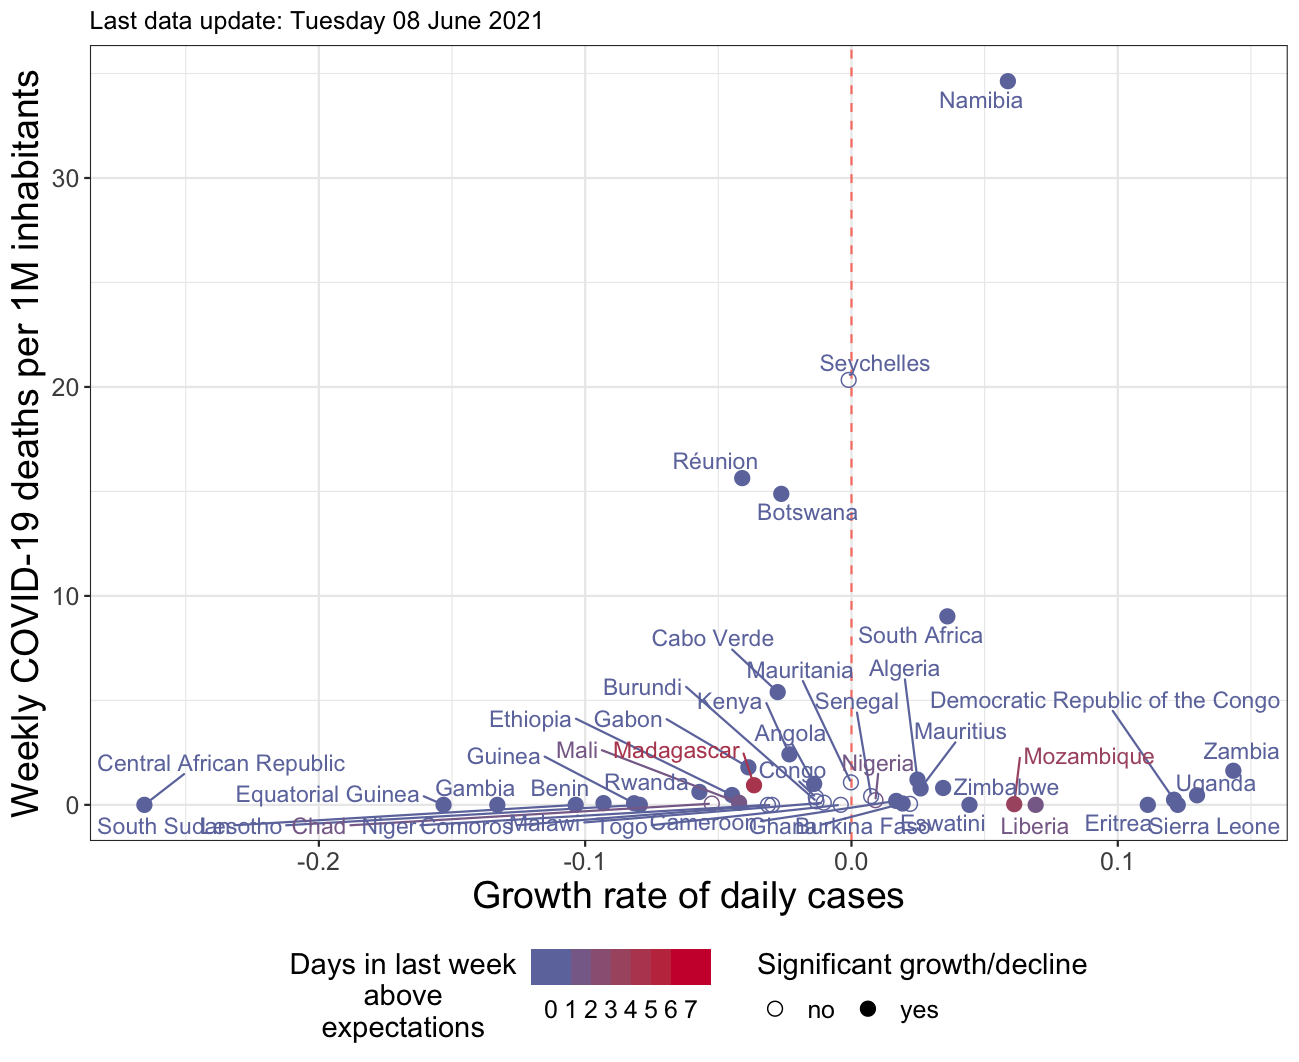 Last data update: Tuesday 08 June 2021
Weekly COVID-19 deaths per 1M inhabitants
30
20
10
0
Namibia
Seychelles
Réunion
Botswana
South Africa
Cabo Verde
Mauritania
Algeria
Burundi
Kenya
Senegal
Democratic Republic of the Congo
Ethiopia
Gabon
Angola
Mauritius
Guinea
Mali
Madagascar
Nigeria
Mozambique
Zambia
Central African Republic
Congo
Equatorial Guinea
Gambia
Benin
Rwanda
Zimbabwe
Uganda
South Sudan
Lesotho
Chad
Niger
Comoros
Malawi
Togo
Cameroon
Ghana
Burkina Faso
Eswatini
Liberia
Eritrea
Sierra Leone
-0.2
-0.1
0.0
0.1
Growth rate of daily cases
Days in last week
above
expectations
0 1 2 3 4 5 6 7
Significant growth/decline
no
yes